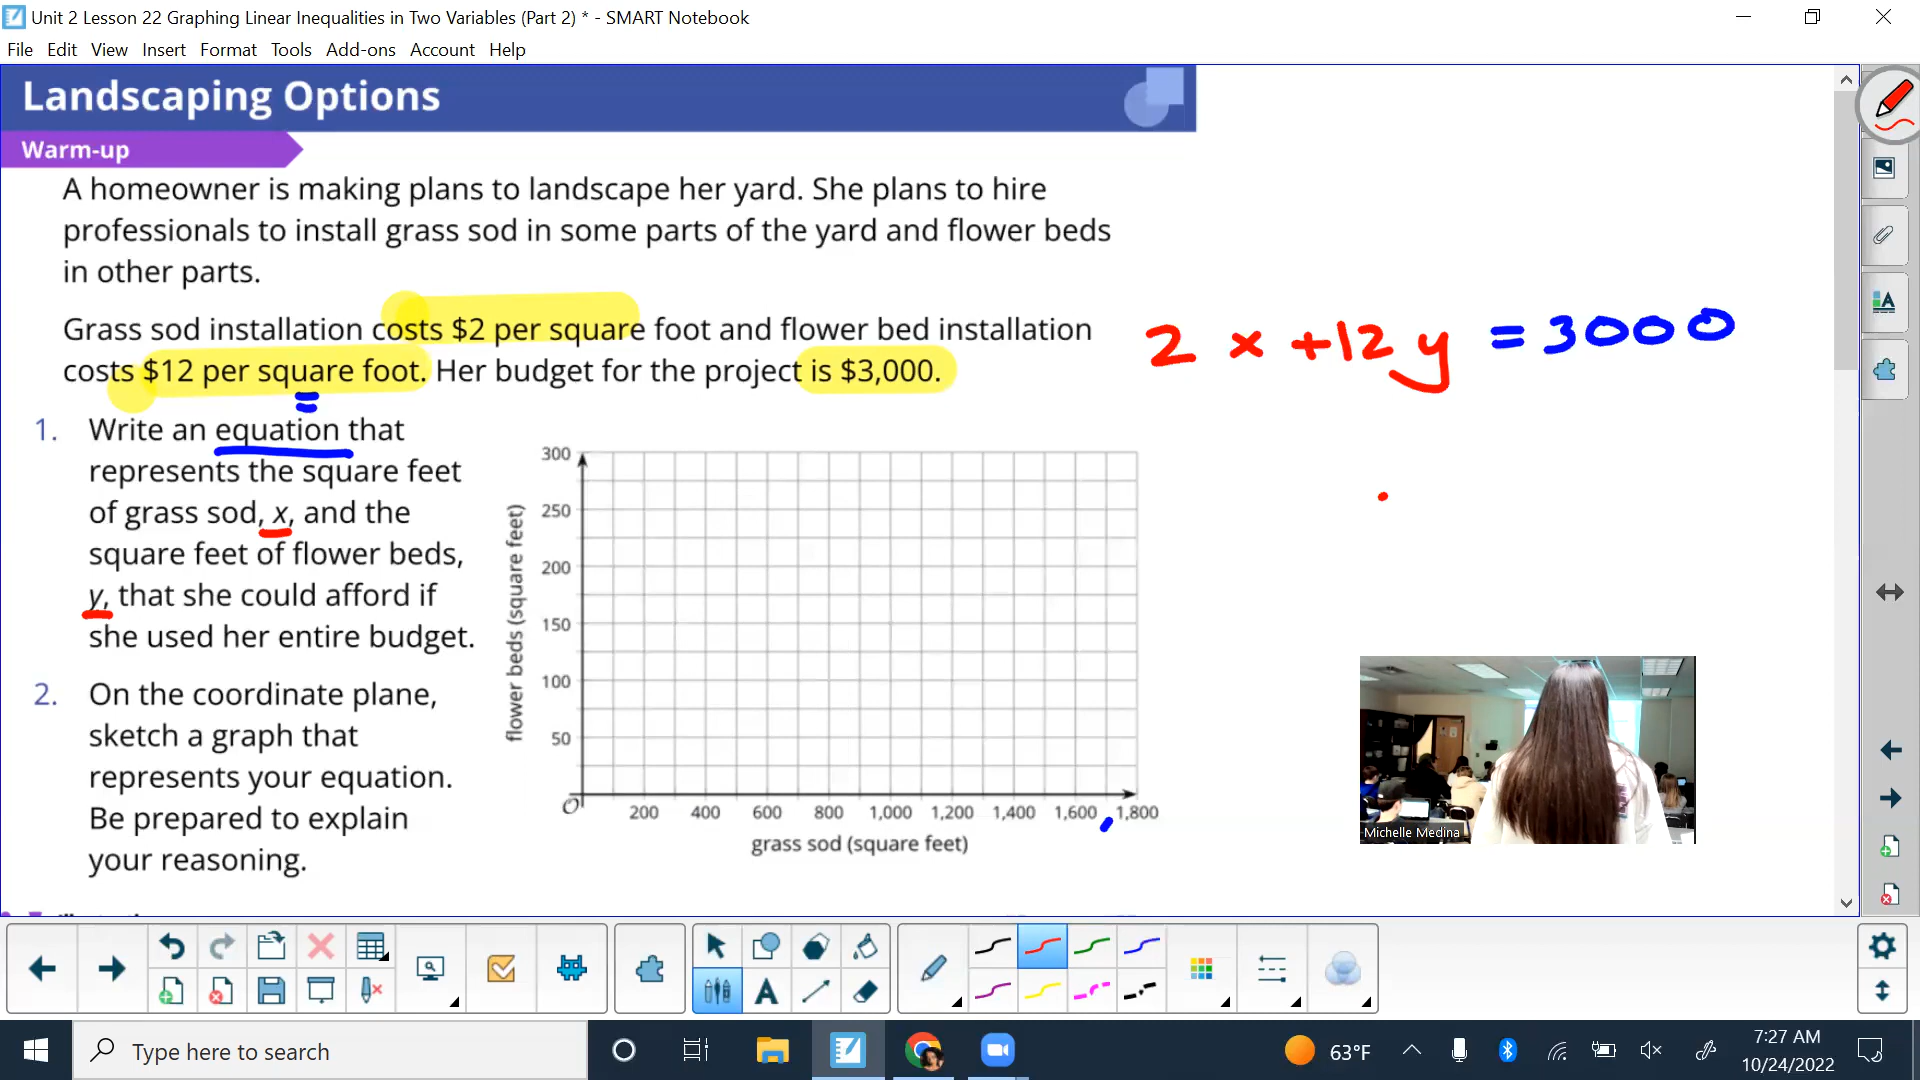 Unit 2 Lesson 22 Graphing Linear Inequalities in Two Variables (Part 2) * - SMART Notebook
File Edit View Insert Format Tools Add-ons Account Help
Landscaping Options
Warm-up
A homeowner is making plans to landscape her yard. She plans to hire
professionals to install grass sod in some parts of the yard and flower beds
in other parts.
Grass sod installation costs $2 per square foot and flower bed installation
costs $12 per square foot. Her budget for the project is $3,000.
2 x + 12 y = 3000
=
1. Write an equation that
represents the square feet
of grass sod, x, and the
square feet of flower beds,
y, that she could afford if
she used her entire budget.
2. On the coordinate plane,
sketch a graph that
represents your equation.
Be prepared to explain
your reasoning.
flower beds (square feet)
300
250
200
150
100
50
O
200 400 600 800 1,000 1,200 1,400 1,600 1,800
grass sod (square feet)
Michelle Medina
A
A
Type here to search
63°F
7:27 AM
10/24/2022